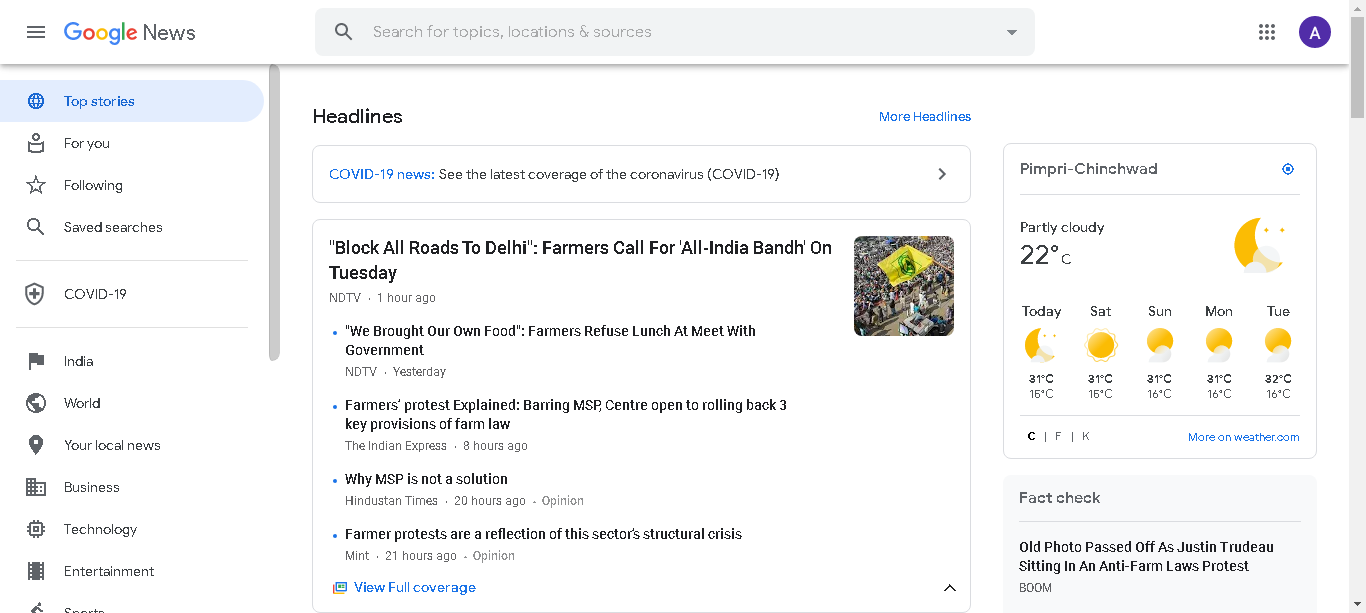 Google News
Search for topics, locations & sources
A
Top stories
For you
Following
Saved searches
COVID-19
India
World
Your local news
Business
Technology
Entertainment
Sports
Headlines
More Headlines
COVID-19 news: See the latest coverage of the coronavirus (COVID-19)
"Block All Roads To Delhi": Farmers Call For 'All-India Bandh' On
Tuesday
NDTV · 1 hour ago
"We Brought Our Own Food": Farmers Refuse Lunch At Meet With
Government
NDTV · Yesterday
Farmers' protest Explained: Barring MSP, Centre open to rolling back 3
key provisions of farm law
The Indian Express · 8 hours ago
Why MSP is not a solution
Hindustan Times · 20 hours ago · Opinion
Farmer protests are a reflection of this sector's structural crisis
Mint · 21 hours ago · Opinion
View Full coverage
Pimpri-Chinchwad
Partly cloudy
22°C
Today Sat Sun Mon Tue
31°C 31°C 31°C 31°C 32°C
15°C 15°C 16°C 16°C 16°C
C | F | K
More on weather.com
Fact check
Old Photo Passed Off As Justin Trudeau
Sitting In An Anti-Farm Laws Protest
BOOM